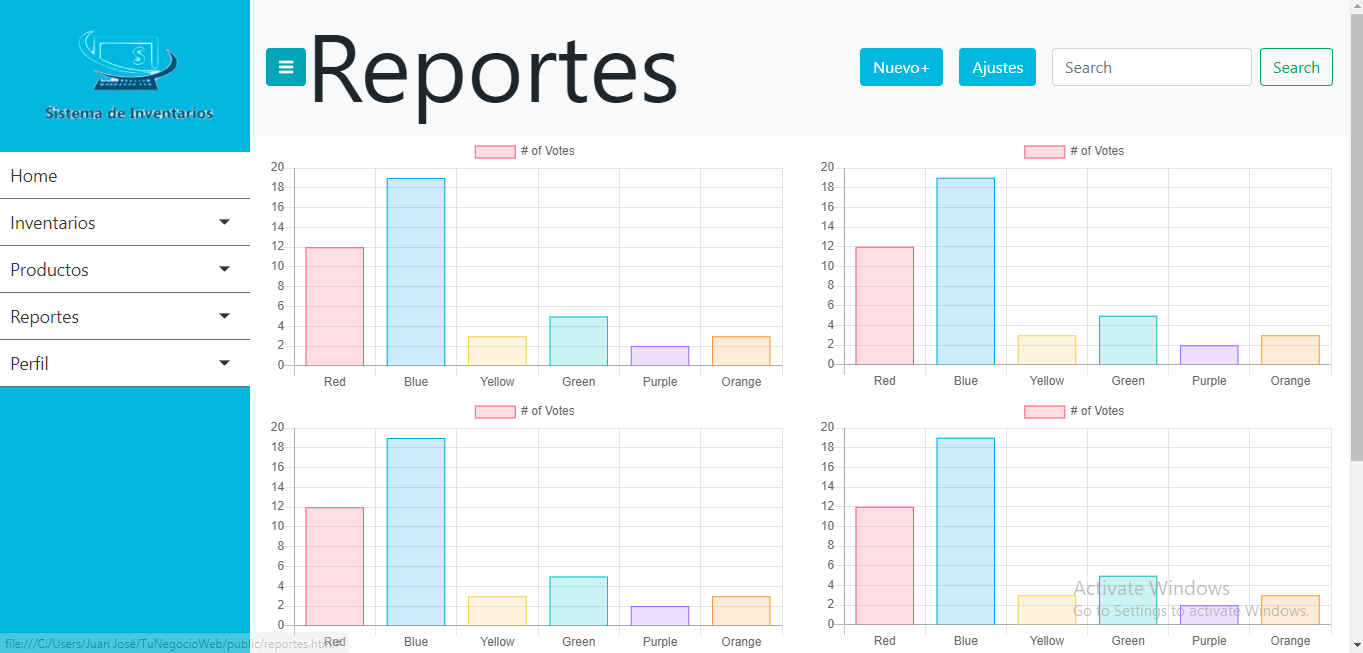 S
Sistema de Inventarios
Home
Inventarios
Productos
Reportes
Perfil
Reportes
Nuevo+
Ajustes
Search
Search
# of Votes
20
18
16
14
12
10
8
6
4
2
0
Red Blue Yellow Green Purple Orange
# of Votes
20
18
16
14
12
10
8
6
4
2
0
Red Blue Yellow Green Purple Orange
# of Votes
20
18
16
14
12
10
8
6
4
2
0
Red Blue Yellow Green Purple Orange
# of Votes
20
18
16
14
12
10
8
6
4
2
0
Red Blue Yellow Green Purple Orange
Activate Windows
Go to Settings to activate Windows.
file:///C:/Users/Juan José/TuNegocioWeb/public/reportes.html